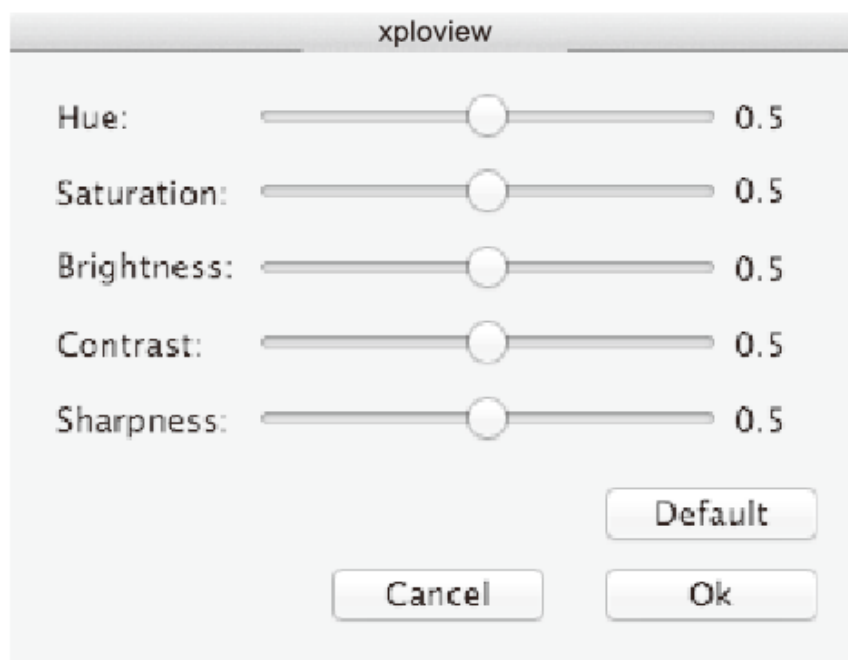 xploview
Hue: 0.5
Saturation: 0.5
Brightness: 0.5
Contrast: 0.5
Sharpness: 0.5
Default
Cancel Ok